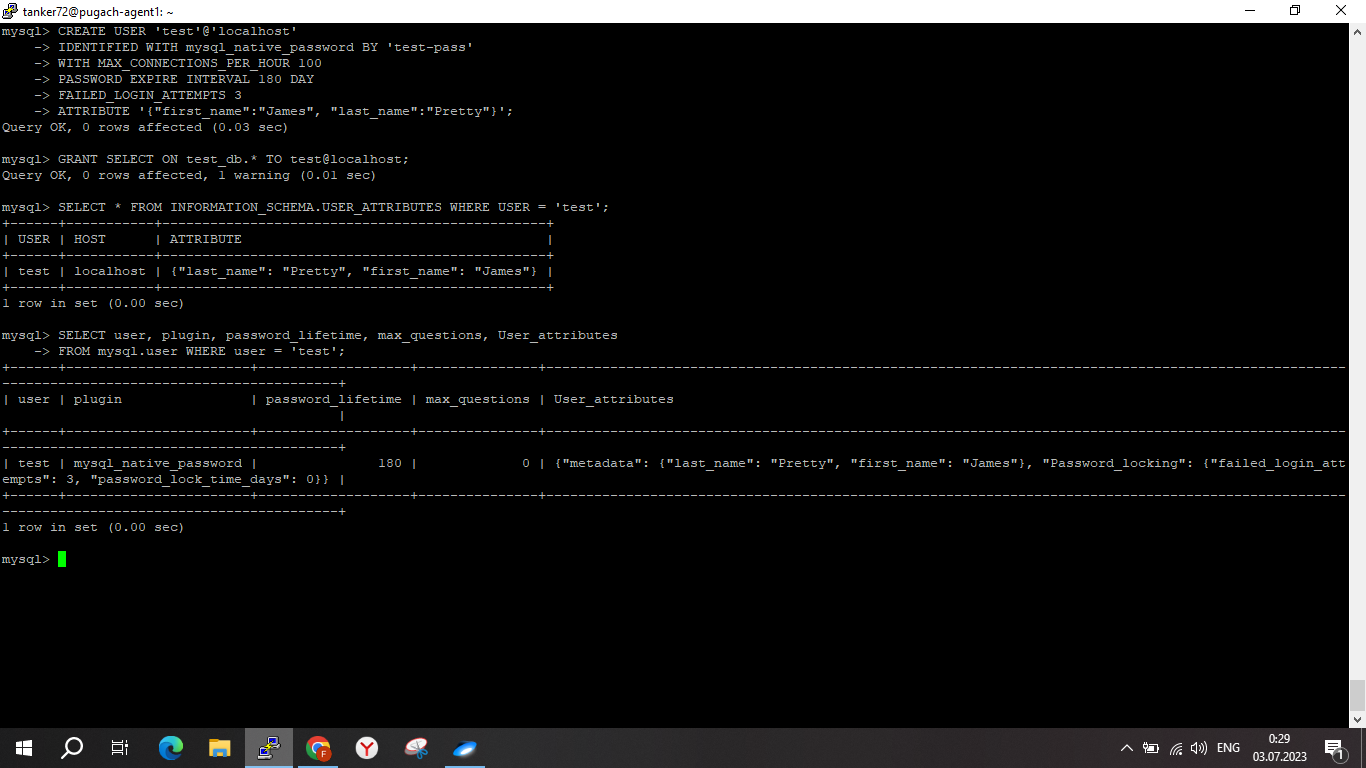 tanker72@pugach-agent1: ~
mysql> CREATE USER 'test'@'localhost'
    -> IDENTIFIED WITH mysql_native_password BY 'test-pass'
    -> WITH MAX_CONNECTIONS_PER_HOUR 100
    -> PASSWORD EXPIRE INTERVAL 180 DAY
    -> FAILED_LOGIN_ATTEMPTS 3
    -> ATTRIBUTE '{"first_name":"James", "last_name":"Pretty"}';
Query OK, 0 rows affected (0.03 sec)
mysql> GRANT SELECT ON test_db.* TO test@localhost;
Query OK, 0 rows affected, 1 warning (0.01 sec)
mysql> SELECT * FROM INFORMATION_SCHEMA.USER_ATTRIBUTES WHERE USER = 'test';
+------+-----------+------------------------------------------------+
| USER | HOST      | ATTRIBUTE                                      |
+------+-----------+------------------------------------------------+
| test | localhost | {"last_name": "Pretty", "first_name": "James"} |
+------+-----------+------------------------------------------------+
1 row in set (0.00 sec)
mysql> SELECT user, plugin, password_lifetime, max_questions, User_attributes
    -> FROM mysql.user WHERE user = 'test';
+------+-----------------------+-------------------+---------------+----------------------------------------------------------------------------------------------------
------------------------------------------+
| user | plugin                | password_lifetime | max_questions | User_attributes
                                          |
+------+-----------------------+-------------------+---------------+----------------------------------------------------------------------------------------------------
------------------------------------------+
| test | mysql_native_password |               180 |             0 | {"metadata": {"last_name": "Pretty", "first_name": "James"}, "Password_locking": {"failed_login_att
empts": 3, "password_lock_time_days": 0}} |
+------+-----------------------+-------------------+---------------+----------------------------------------------------------------------------------------------------
------------------------------------------+
1 row in set (0.00 sec)
mysql>
F
Y
ENG
0:29
03.07.2023
1